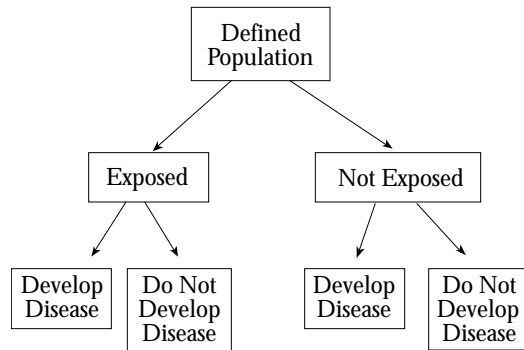 Defined
Population
Exposed
Not Exposed
Develop
Disease
Do Not
Develop
Disease
Develop
Disease
Do Not
Develop
Disease